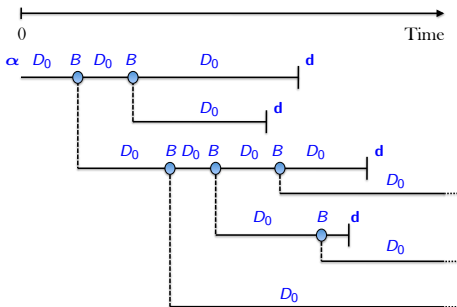 0 Time
α D₀ B D₀ B D₀ d
D₀ d
D₀ B D₀ B D₀ B D₀ d
D₀
D₀ B d
D₀
D₀